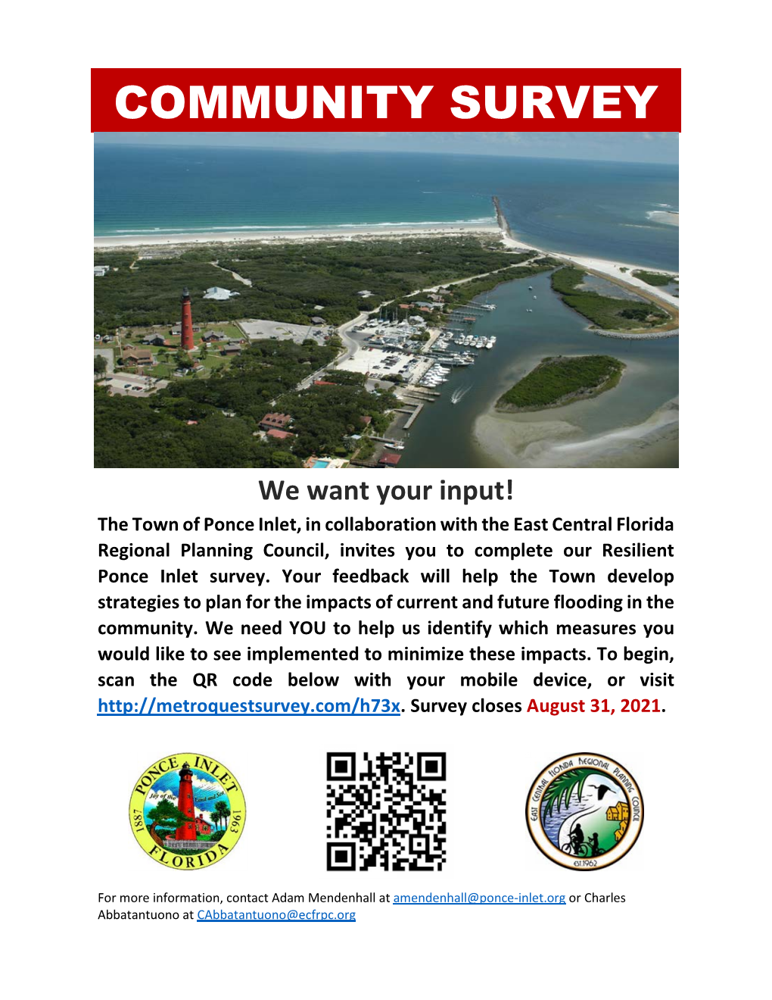 COMMUNITY SURVEY
We want your input!
The Town of Ponce Inlet, in collaboration with the East Central Florida
Regional Planning Council, invites you to complete our Resilient
Ponce Inlet survey. Your feedback will help the Town develop
strategies to plan for the impacts of current and future flooding in the
community. We need YOU to help us identify which measures you
would like to see implemented to minimize these impacts. To begin,
scan the QR code below with your mobile device, or visit
http://metroquestsurvey.com/h73x. Survey closes August 31, 2021.
PONCE INLET
Joy of the Land and Sea
1887 1963
FLORIDA
EAST CENTRAL FLORIDA REGIONAL PLANNING COUNCIL
EST.1962
For more information, contact Adam Mendenhall at amendenhall@ponce-inlet.org or Charles
Abbatantuono at CAbbatantuono@ecfrpc.org